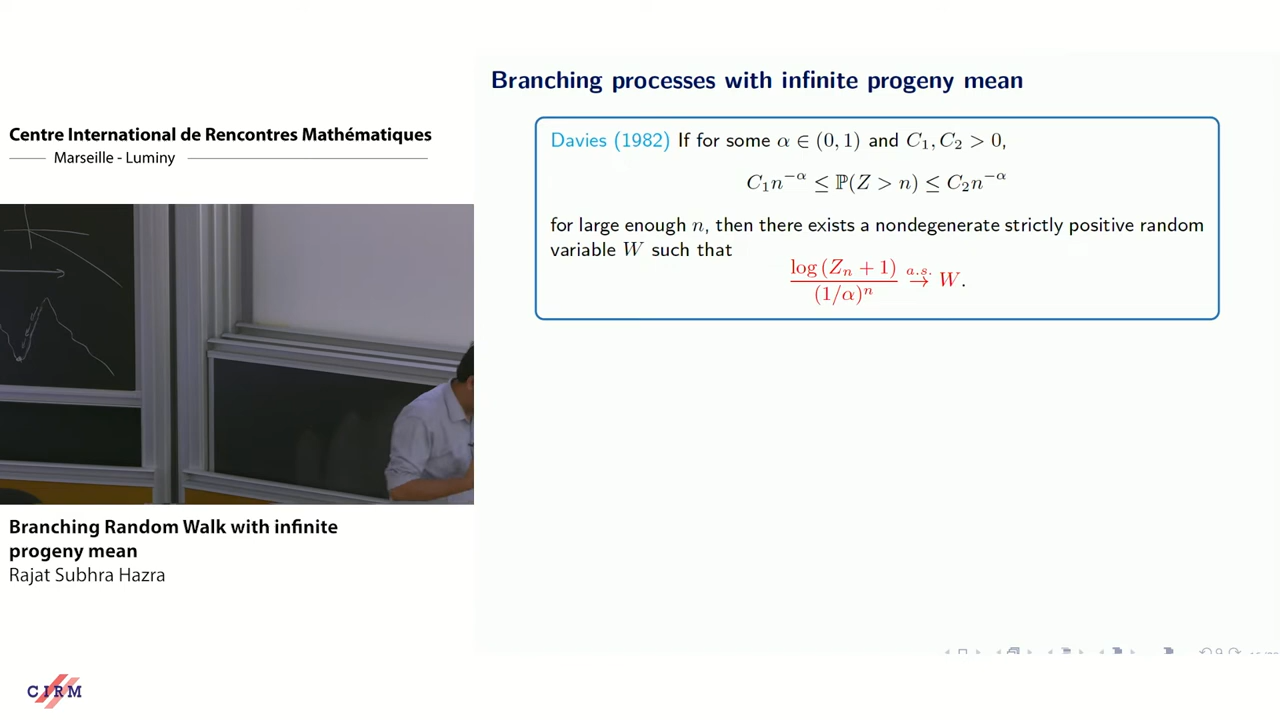 Centre International de Rencontres Mathématiques
Marseille - Luminy
Branching Random Walk with infinite
progeny mean
Rajat Subhra Hazra
CIRM
Branching processes with infinite progeny mean
Davies (1982) If for some α ∈ (0, 1) and C₁, C₂ > 0,
C₁n^{−α} ≤ ℙ(Z > n) ≤ C₂n^{−α}
for large enough n, then there exists a nondegenerate strictly positive random
variable W such that
log (Zₙ + 1) / (1/α)ⁿ →^{a.s.} W.